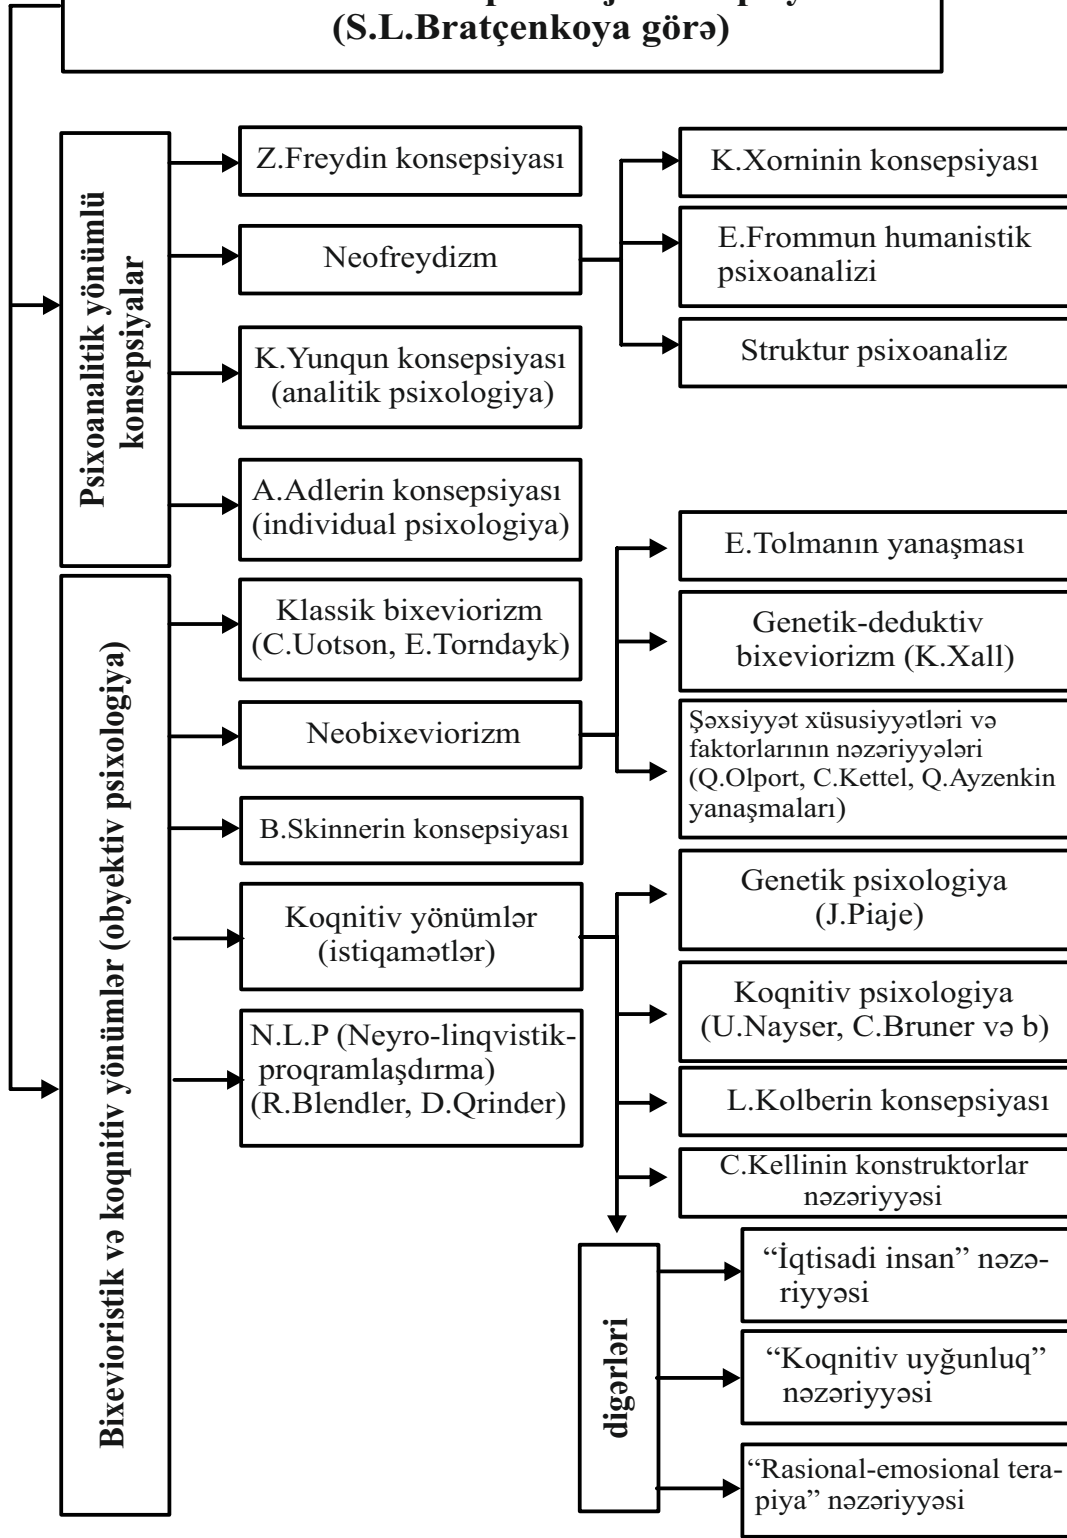 (S.L.Bratçenkoya görə)
Psixoanalitik yönümlü
konsepsiyalar
Z.Freydin konsepsiyası
Neofreydizm
K.Yunqun konsepsiyası
(analitik psixologiya)
A.Adlerin konsepsiyası
(individual psixologiya)
K.Xorninin konsepsiyası
E.Frommun humanistik
psixoanalizi
Struktur psixoanaliz
Bixevioristik və koqnitiv yönümlər (obyektiv psixologiya)
Klassik bixeviorizm
(C.Uotson, E.Torndayk)
Neobixeviorizm
B.Skinnerin konsepsiyası
Koqnitiv yönümlər
(istiqamətlər)
N.L.P (Neyro-linqvistik-
proqramlaşdırma)
(R.Blendler, D.Qrinder)
E.Tolmanın yanaşması
Genetik-deduktiv
bixeviorizm (K.Xall)
Şəxsiyyət xüsusiyyətləri və
faktorlarının nəzəriyyələri
(Q.Olport, C.Kettel, Q.Ayzenkin
yanaşmaları)
Genetik psixologiya
(J.Piaje)
Koqnitiv psixologiya
(U.Nayser, C.Bruner və b)
L.Kolberin konsepsiyası
C.Kellinin konstruktorlar
nəzəriyyəsi
digərləri
“İqtisadi insan” nəzə-
riyyəsi
“Koqnitiv uyğunluq”
nəzəriyyəsi
“Rasional-emosional tera-
piya” nəzəriyyəsi